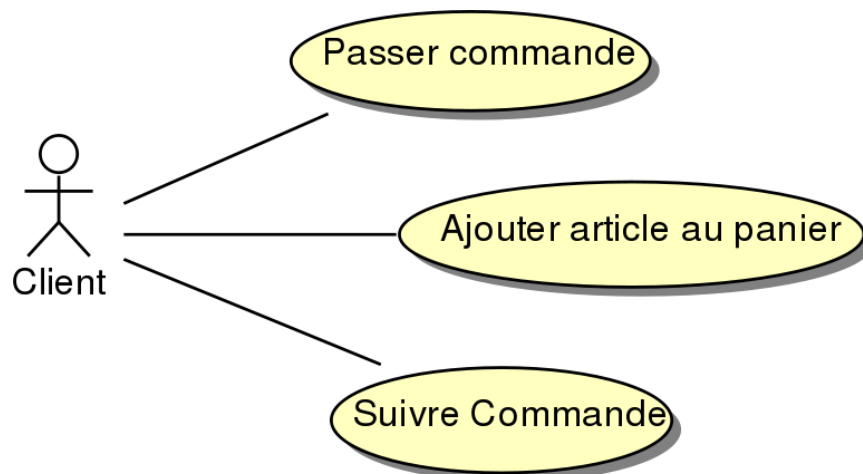 Passer commande
Ajouter article au panier
Client
Suivre Commande